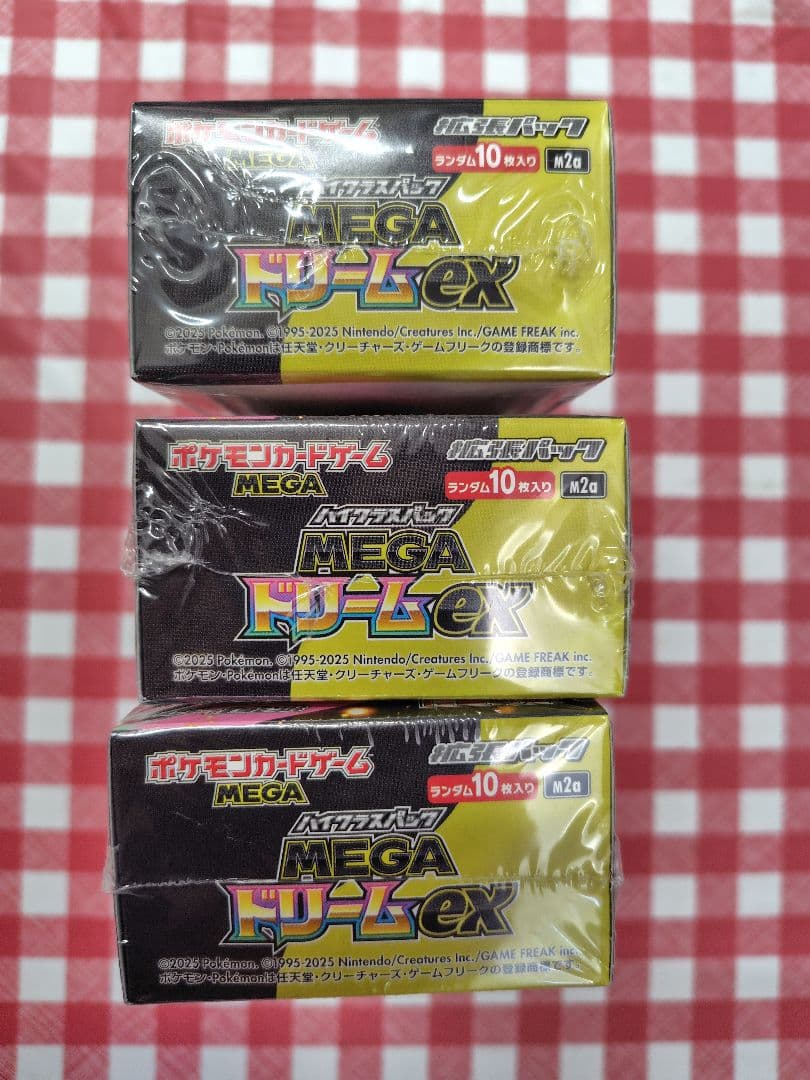 ポケモンカードゲーム
MEGA
拡張パック
ランダム10枚入り M2a
ハイクラスパック
MEGA
ドリームex
©2025 Pokémon. ©1995-2025 Nintendo/Creatures Inc./GAME FREAK inc.
ポケモン・Pokémonは任天堂・クリーチャーズ・ゲームフリークの登録商標です。
ポケモンカードゲーム
MEGA
拡張パック
ランダム10枚入り M2a
ハイクラスパック
MEGA
ドリームex
©2025 Pokémon. ©1995-2025 Nintendo/Creatures Inc./GAME FREAK inc.
ポケモン・Pokémonは任天堂・クリーチャーズ・ゲームフリークの登録商標です。
ポケモンカードゲーム
MEGA
拡張パック
ランダム10枚入り M2a
ハイクラスパック
MEGA
ドリームex
©2025 Pokémon. ©1995-2025 Nintendo/Creatures Inc./GAME FREAK inc.
ポケモン・Pokémonは任天堂・クリーチャーズ・ゲームフリークの登録商標です。